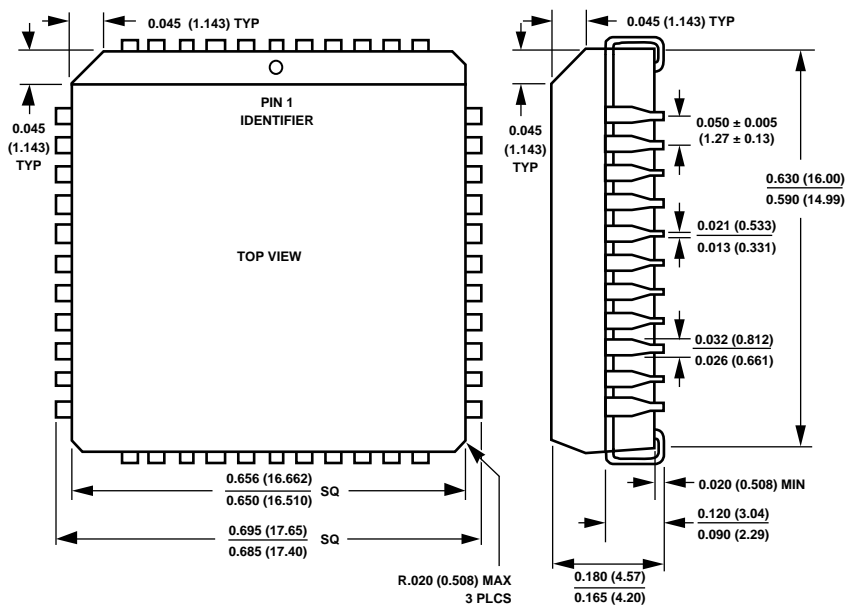 0.045 (1.143) TYP
0.045
(1.143)
TYP
PIN 1
IDENTIFIER
TOP VIEW
0.656 (16.662)
0.650 (16.510)
SQ
0.695 (17.65)
0.685 (17.40)
SQ
R.020 (0.508) MAX
3 PLCS
0.045 (1.143) TYP
0.045
(1.143)
TYP
0.050 ± 0.005
(1.27 ± 0.13)
0.630 (16.00)
0.590 (14.99)
0.021 (0.533)
0.013 (0.331)
0.032 (0.812)
0.026 (0.661)
0.020 (0.508) MIN
0.120 (3.04)
0.090 (2.29)
0.180 (4.57)
0.165 (4.20)